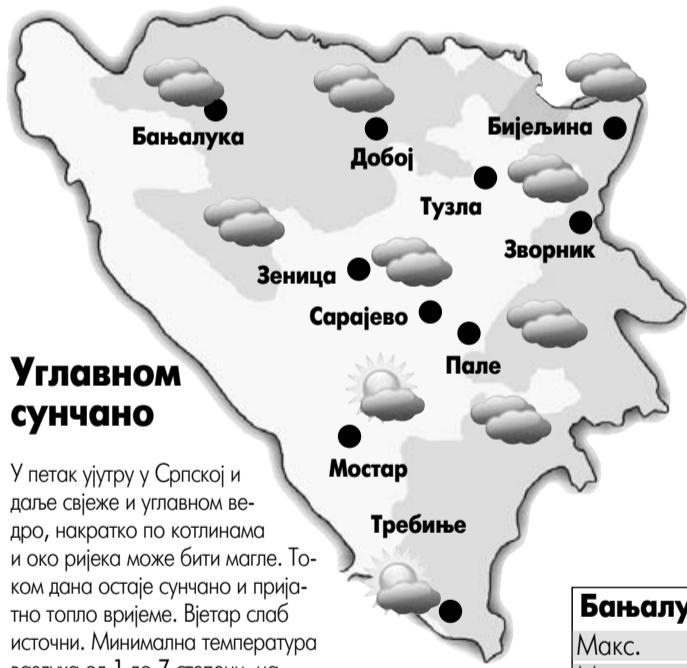 Бањалука
Добој
Бијељина
Тузла
Зворник
Зеница
Сарајево
Пале
Мостар
Требиње
Углавном
сунчано
У петак ујутру у Српској и
даље свјеже и углавном ве-
дро, накратко по котлинама
и око ријека може бити магле. То-
ком дана остаје сунчано и прија-
тно топло вријеме. Вјетар слаб
источни. Минимална температура
Макс.